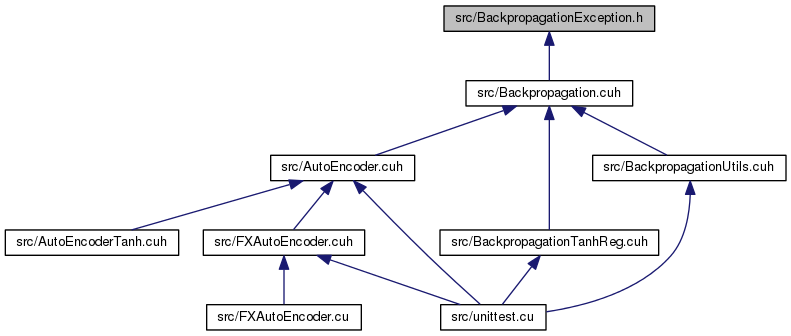 src/BackpropagationException.h
src/Backpropagation.cuh
src/AutoEncoder.cuh
src/BackpropagationUtils.cuh
src/AutoEncoderTanh.cuh
src/FXAutoEncoder.cuh
src/BackpropagationTanhReg.cuh
src/FXAutoEncoder.cu
src/unittest.cu